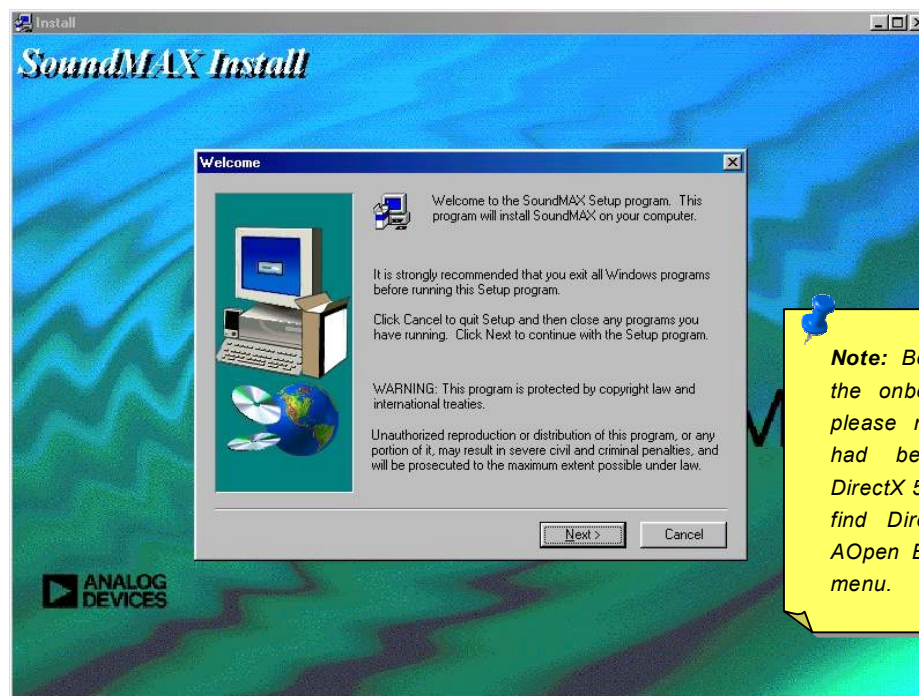 Install
SoundMAX Install
Welcome
Welcome to the SoundMAX Setup program. This
program will install SoundMAX on your computer.
It is strongly recommended that you exit all Windows programs
before running this Setup program.
Click Cancel to quit Setup and then close any programs you
have running. Click Next to continue with the Setup program.
WARNING: This program is protected by copyright law and
international treaties.
Unauthorized reproduction or distribution of this program, or any
portion of it, may result in severe civil and criminal penalties, and
will be prosecuted to the maximum extent possible under law.
Next >
Cancel
ANALOG
DEVICES
Note:
the
please
had
DirectX
find
AOpen
menu.